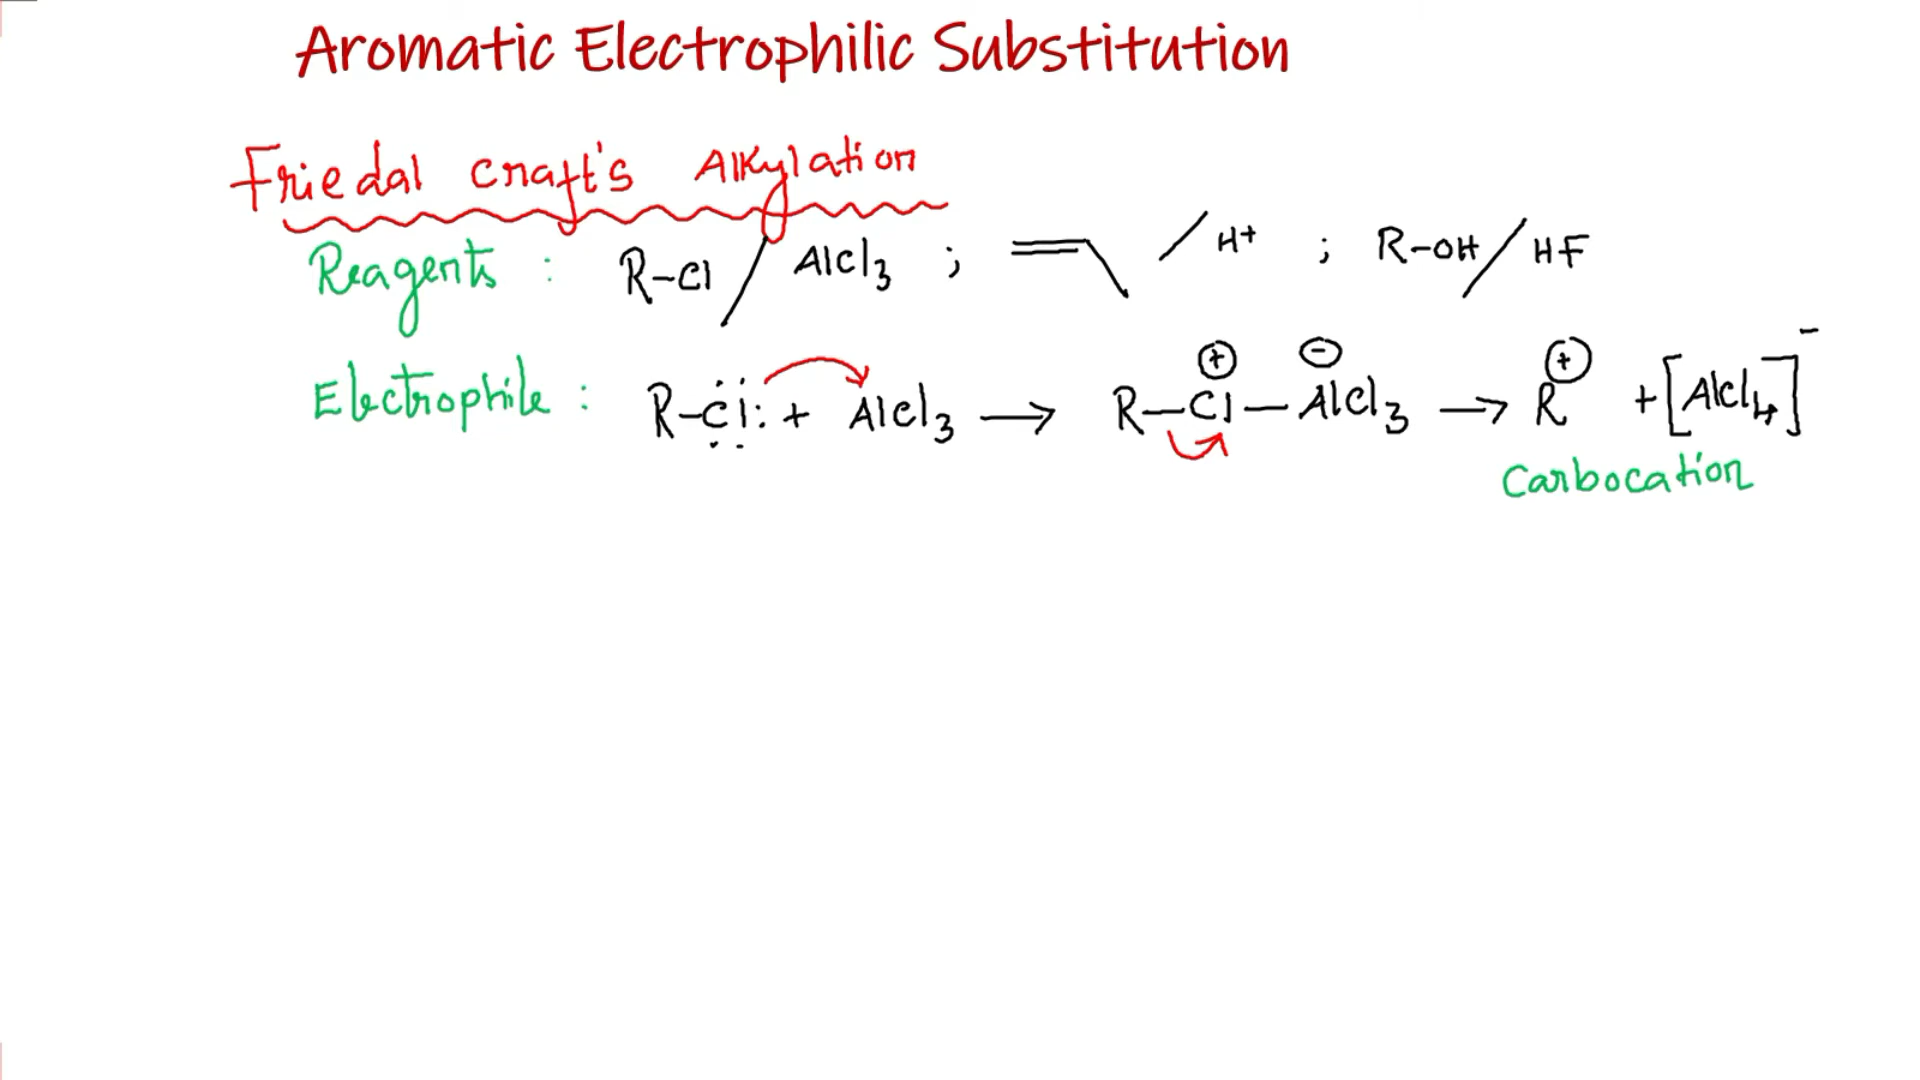 Aromatic Electrophilic Substitution
Friedal craft's Alkylation
Reagents : R-Cl / AlCl3 ; / H+ ; R-OH / HF
Electrophile : R-Cl: + AlCl3 → R-Cl⊕-AlCl3⊖ → R⊕ + [AlCl4]-
Carbocation